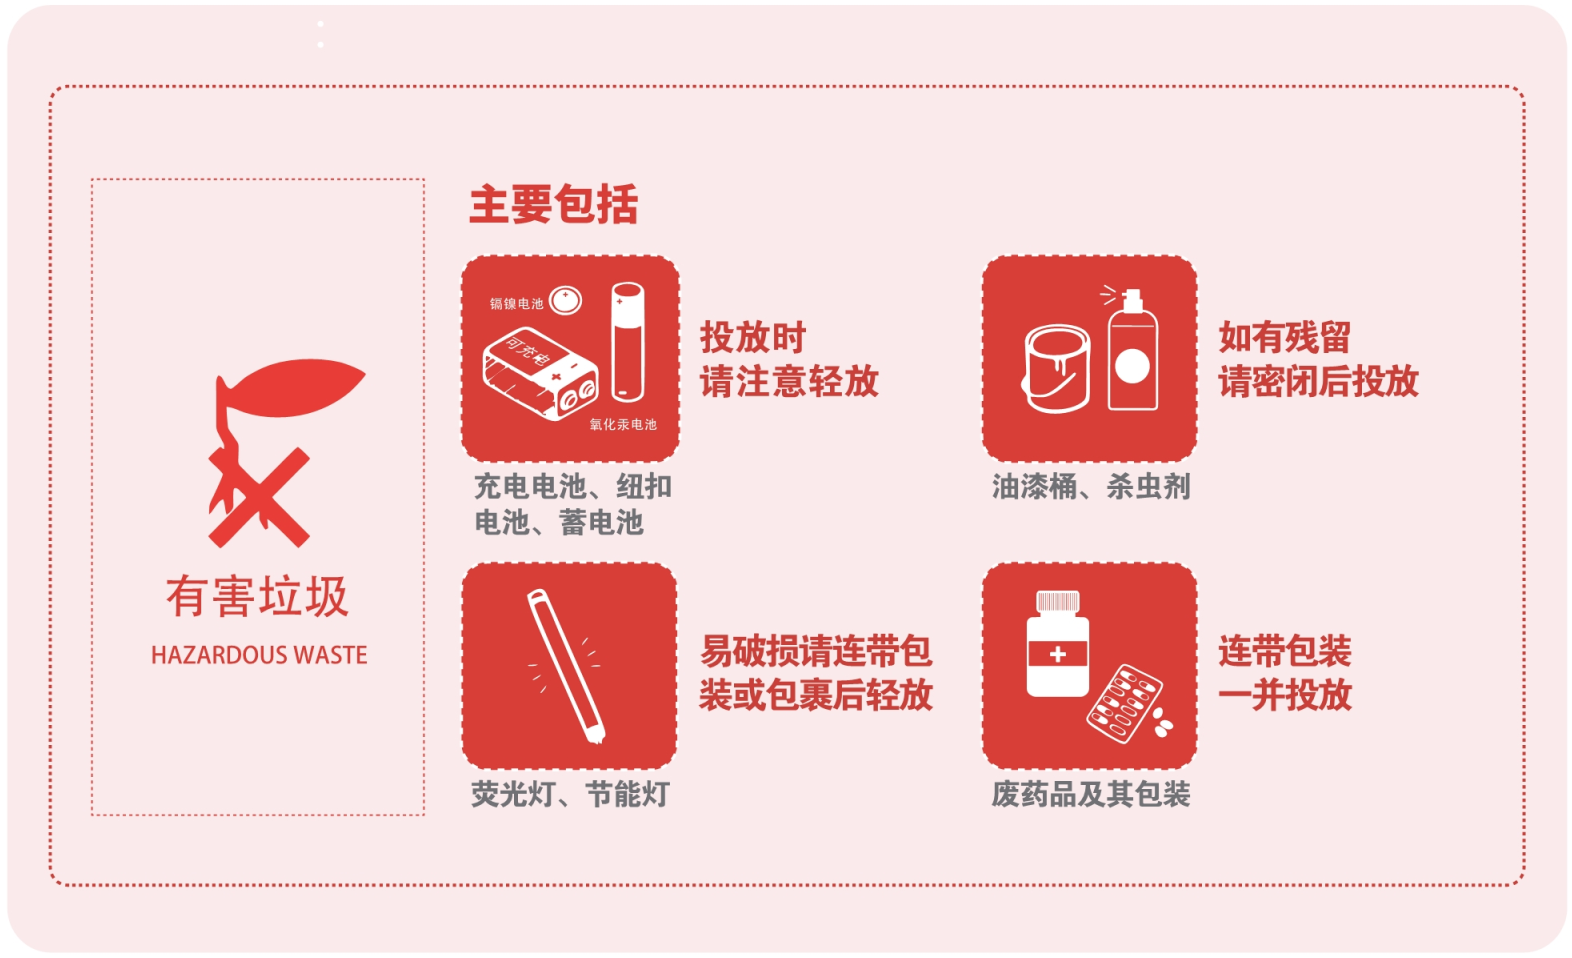 有害垃圾
HAZARDOUS WASTE
主要包括
镉镍电池
可充电
氧化汞电池
投放时
请注意轻放
充电电池、纽扣
电池、蓄电池
如有残留
请密闭后投放
油漆桶、杀虫剂
易破损请连带包
装或包裹后轻放
荧光灯、节能灯
连带包装
一并投放
废药品及其包装